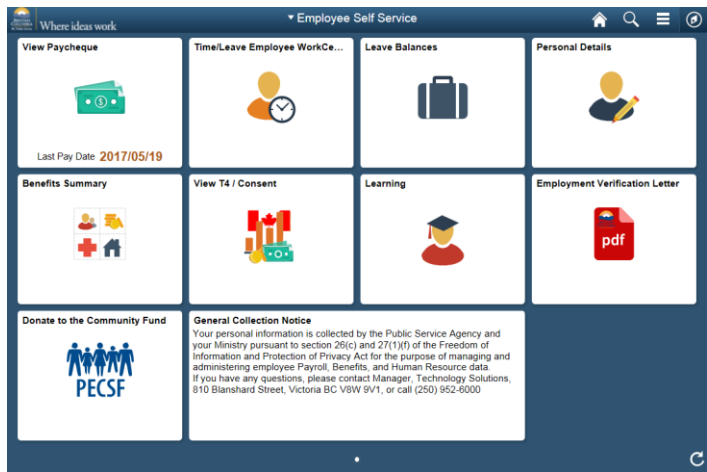 Where ideas work
Employee Self Service
View Paycheque
Time/Leave Employee WorkCe...
Leave Balances
Personal Details
Last Pay Date 2017/05/19
Benefits Summary
View T4 / Consent
Learning
Employment Verification Letter
pdf
Donate to the Community Fund
PECSF
General Collection Notice
Your personal information is collected by the Public Service Agency and
your Ministry pursuant to section 26(c) and 27(1)(f) of the Freedom of
Information and Protection of Privacy Act for the purpose of managing and
administering employee Payroll, Benefits, and Human Resource data.
If you have any questions, please contact Manager, Technology Solutions,
810 Blanshard Street, Victoria BC V8W 9V1, or call (250) 952-6000